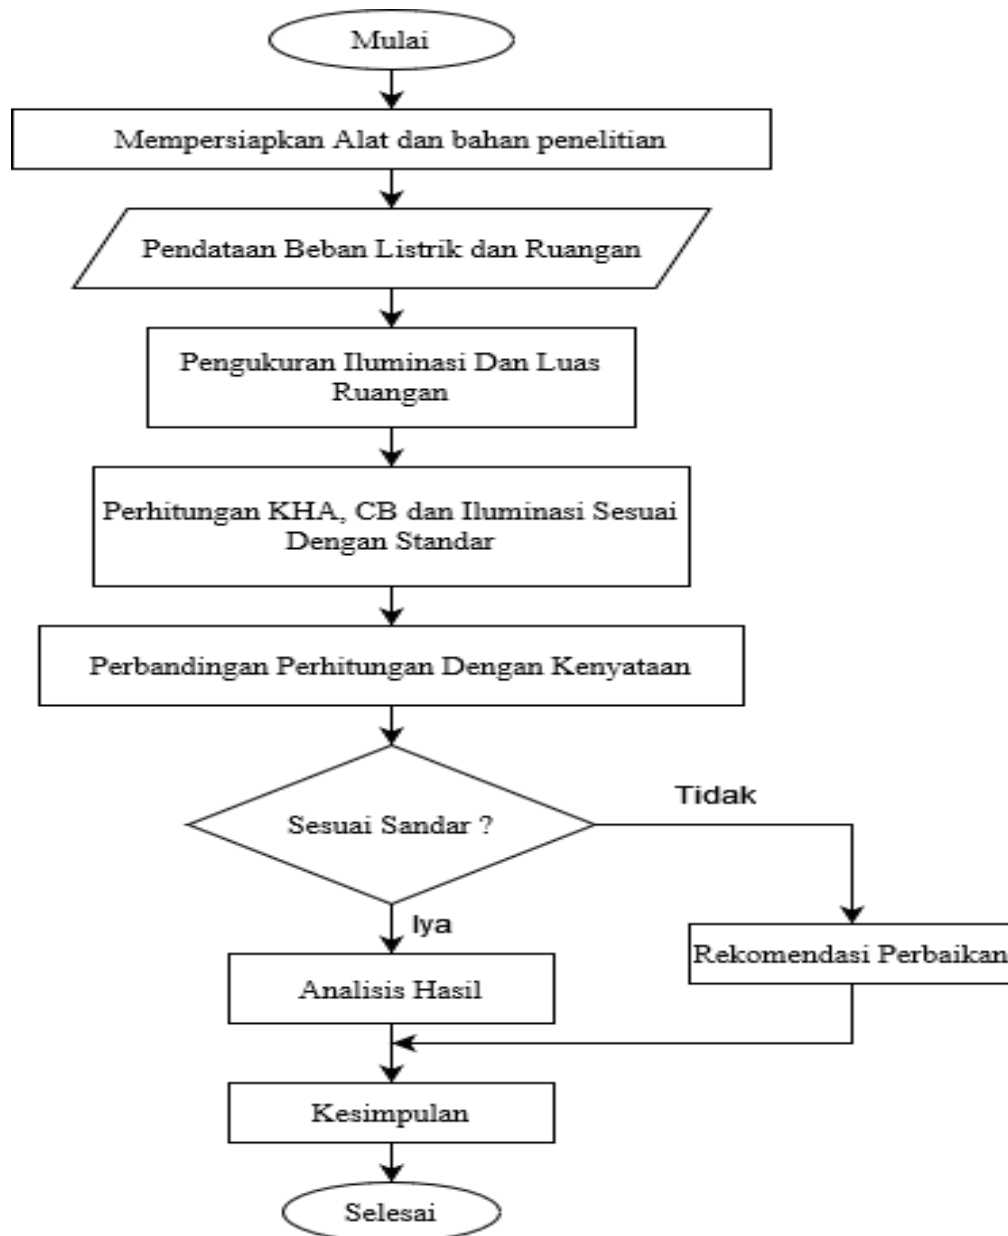 Mulai
Mempersiapkan Alat dan bahan penelitian
Pendataan Beban Listrik dan Ruangan
Pengukuran Iluminasi Dan Luas
Ruangan
Perhitungan KHA, CB dan Iluminasi Sesuai
Dengan Standar
Perbandingan Perhitungan Dengan Kenyataan
Sesuai Sandar ?
Tidak
Iya
Rekomendasi Perbaikan
Analisis Hasil
Kesimpulan
Selesai